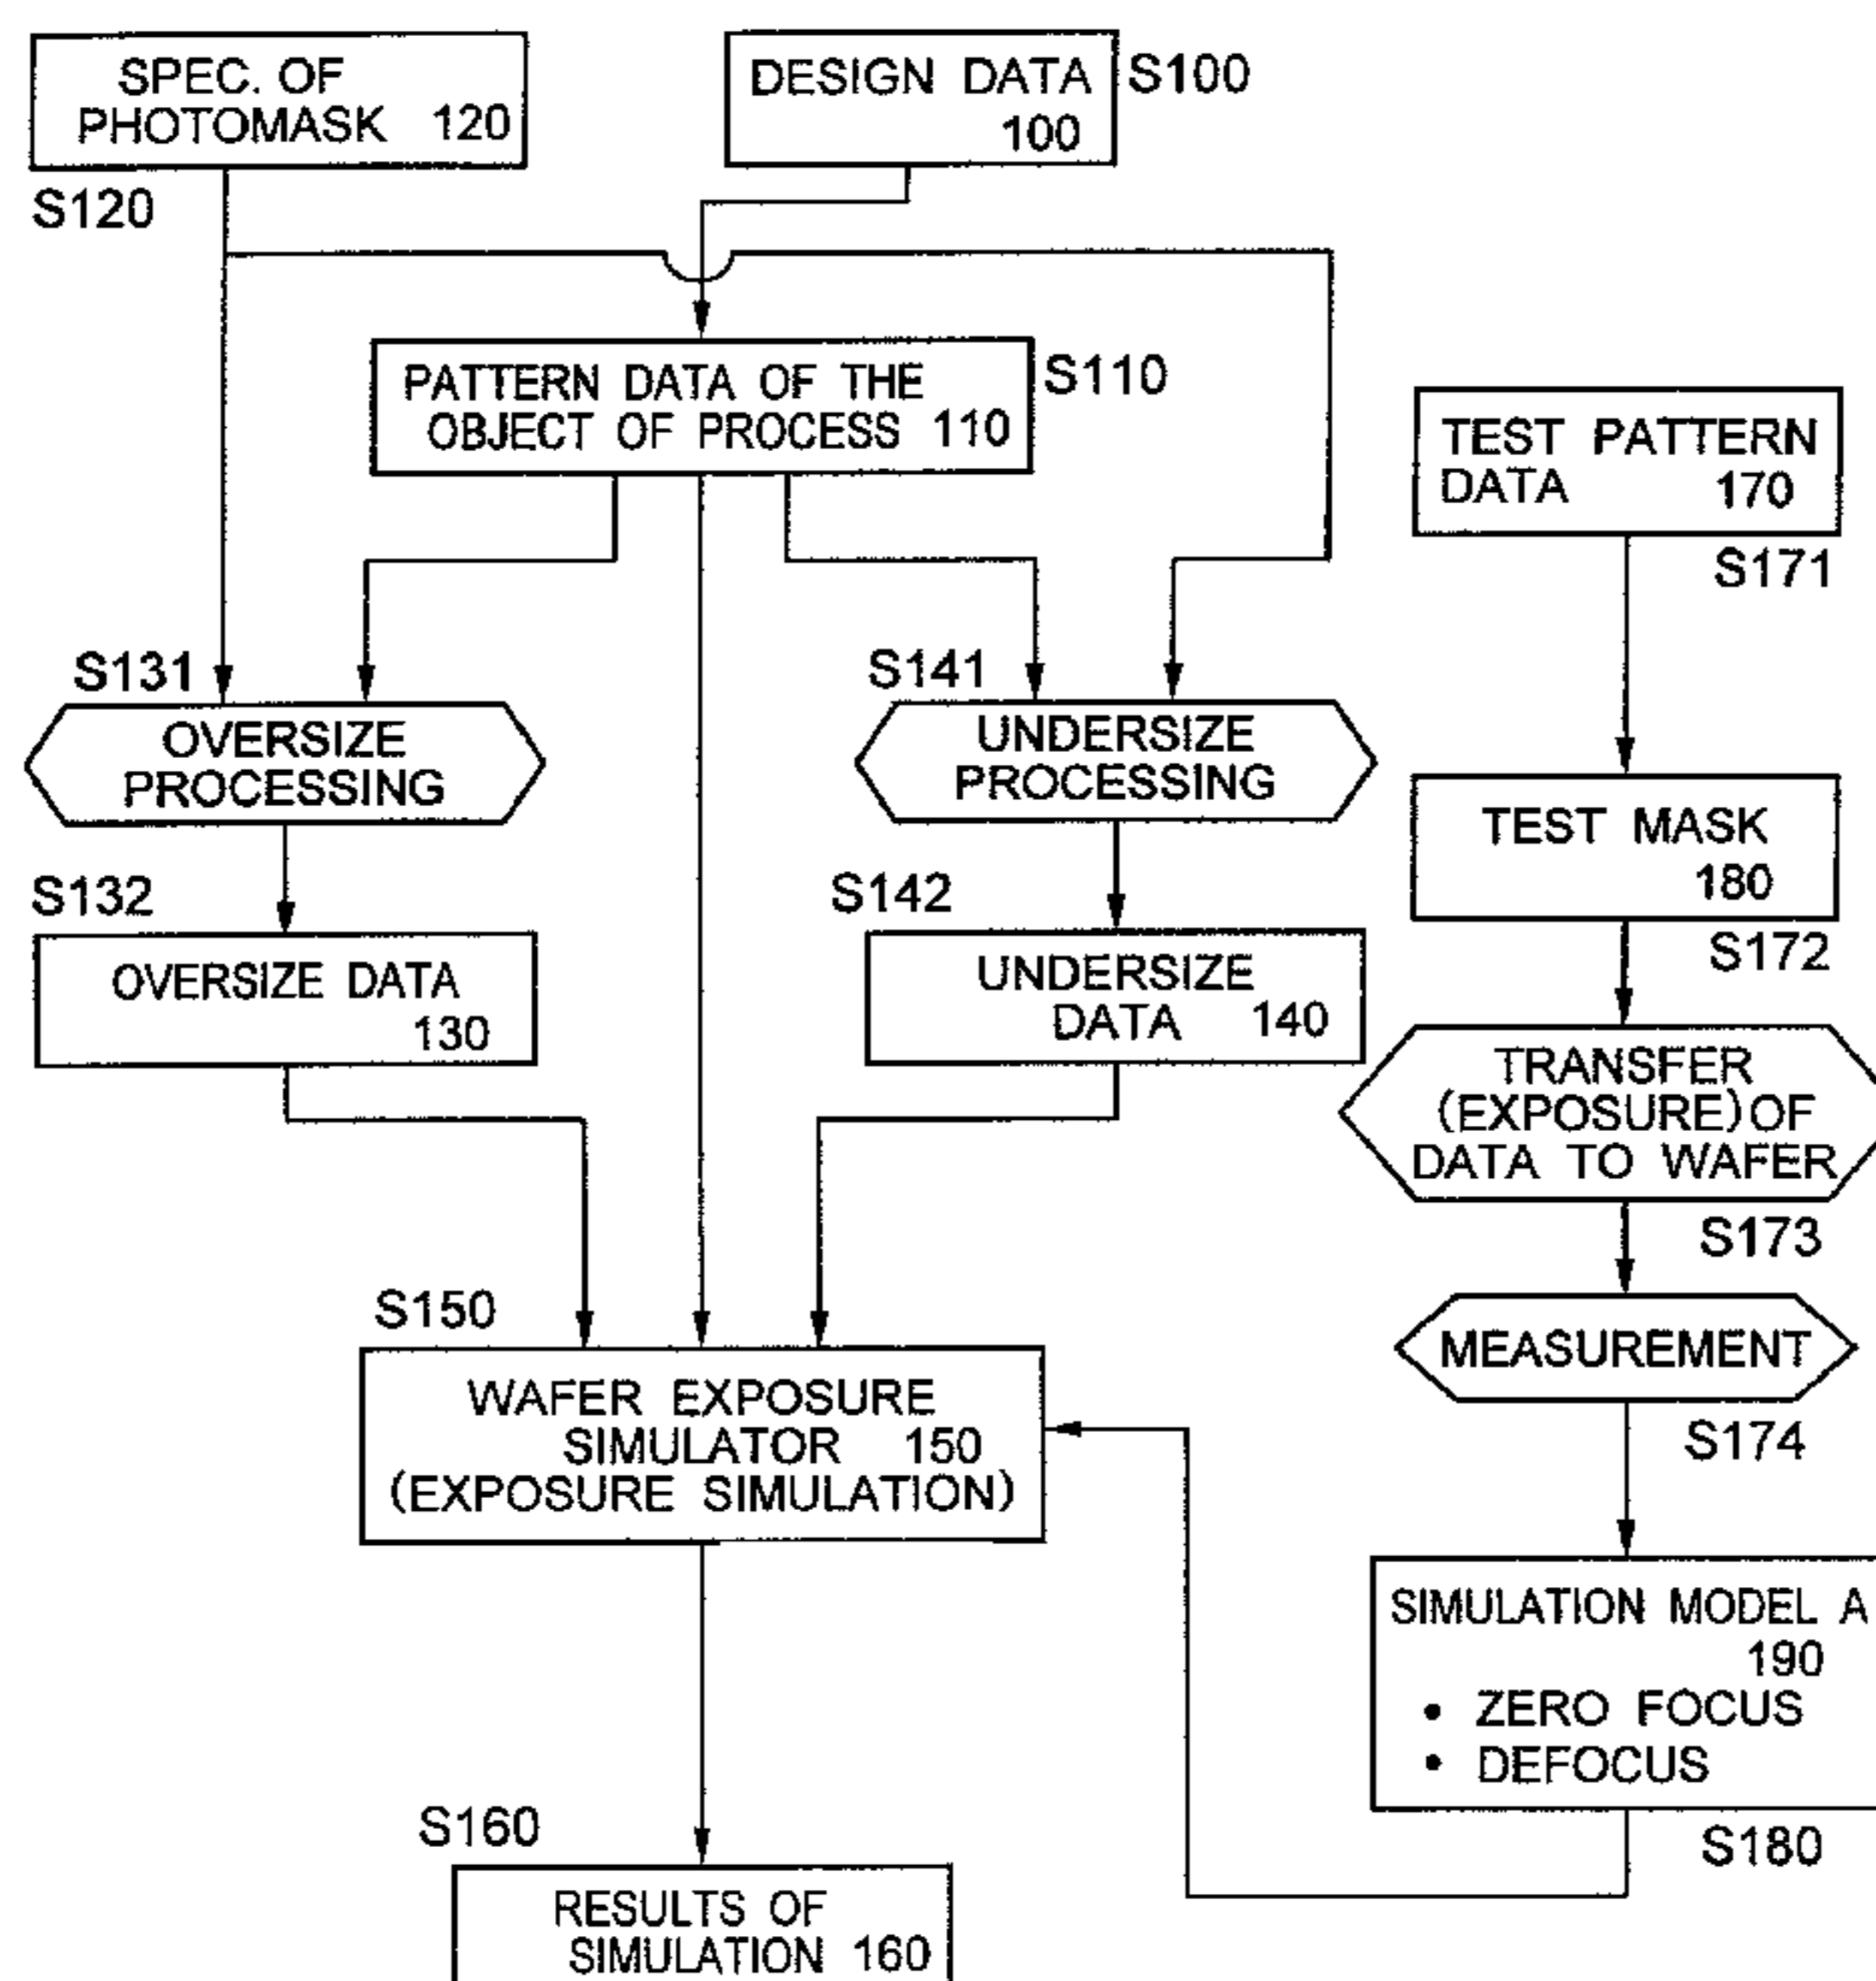 SPEC. OF
PHOTOMASK 120
S120
DESIGN DATA
100
S100
PATTERN DATA OF THE
OBJECT OF PROCESS 110
S110
TEST PATTERN
DATA 170
S171
S131
OVERSIZE
PROCESSING
S141
UNDERSIZE
PROCESSING
TEST MASK
180
S172
S132
OVERSIZE DATA
130
S142
UNDERSIZE
DATA 140
TRANSFER
(EXPOSURE) OF
DATA TO WAFER
S173
MEASUREMENT
S174
S150
WAFER EXPOSURE
SIMULATOR 150
(EXPOSURE SIMULATION)
SIMULATION MODEL A
190
• ZERO FOCUS
• DEFOCUS
S180
S160
RESULTS OF
SIMULATION 160